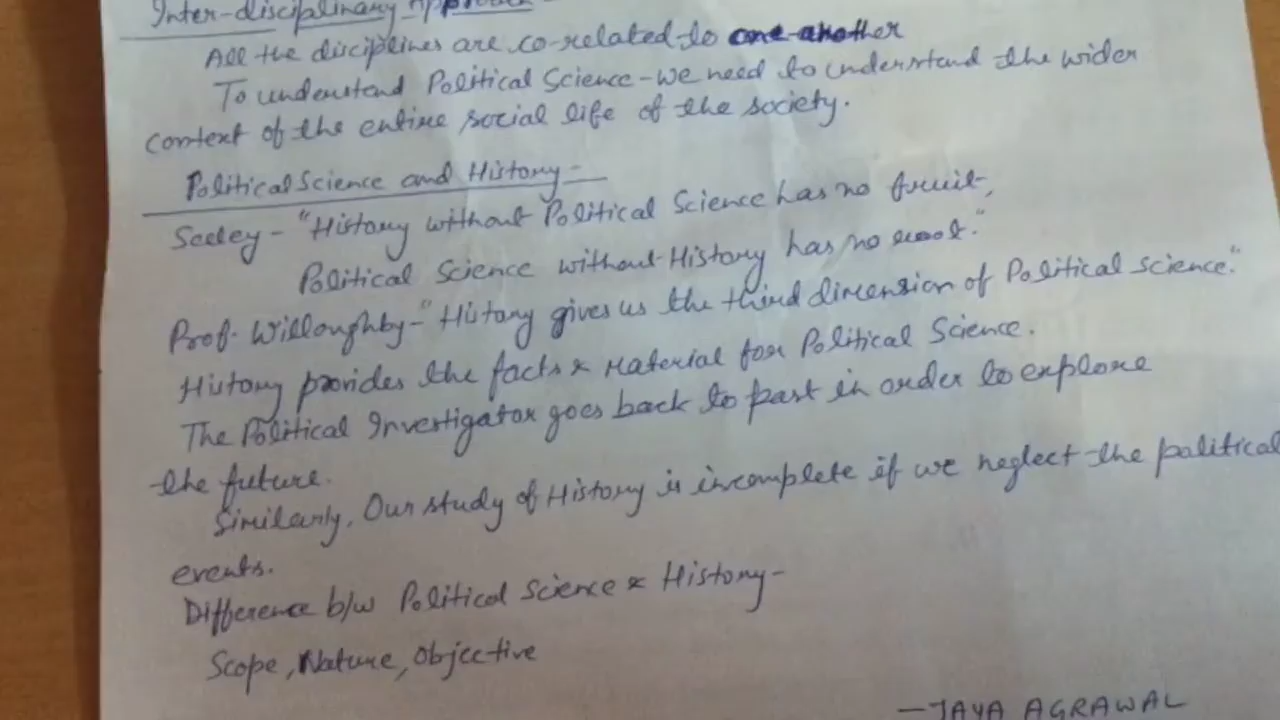 Inter-disciplinary Approach-
All the disciplines are co-related to one another
To understand Political Science-we need to understand the wider
context of the entire social life of the society.
Political Science and History-
Seeley- "History without Political Science has no fruit,
Political Science without History has no root."
Prof. Willoughby-"History gives us the third dimension of Political science."
History provides the facts & material for Political Science.
The Political Investigator goes back to past in order to explore
the future.
Similarly, Our study of History is incomplete if we neglect the political
events.
Difference b/w Political Science & History-
Scope, Nature, Objective
-JAYA AGRAWAL